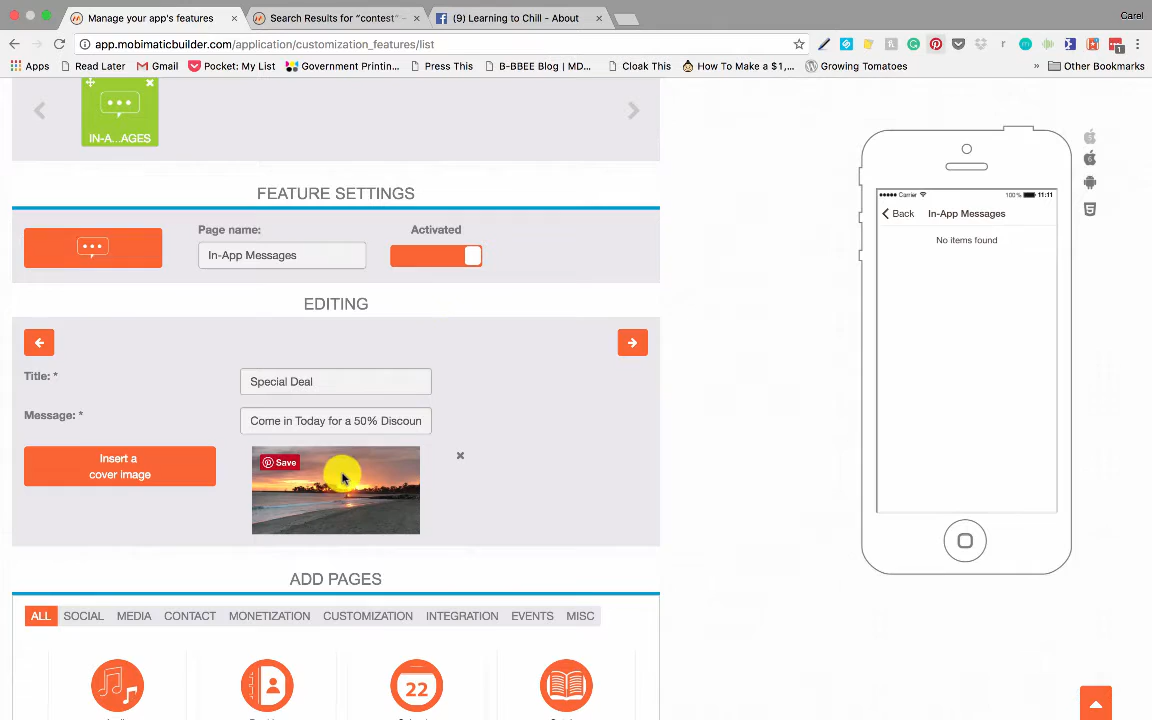 Manage your app's features
Search Results for “contest” -
(9) Learning to Chill - About
Carel
app.mobimaticbuilder.com/application/customization_features/list
Apps
Read Later
Gmail
Pocket: My List
Government Printin...
Press This
B-BBEE Blog | MD...
Cloak This
How To Make a $1,...
Growing Tomatoes
»
Other Bookmarks
IN-A...AGES
FEATURE SETTINGS
Page name:
Activated
In-App Messages
EDITING
Title: *
Special Deal
Message: *
Come in Today for a 50% Discoun
Insert a
cover image
Save
ADD PAGES
ALL
SOCIAL
MEDIA
CONTACT
MONETIZATION
CUSTOMIZATION
INTEGRATION
EVENTS
MISC
22
Carrier
100%
11:11
Back
In-App Messages
No items found